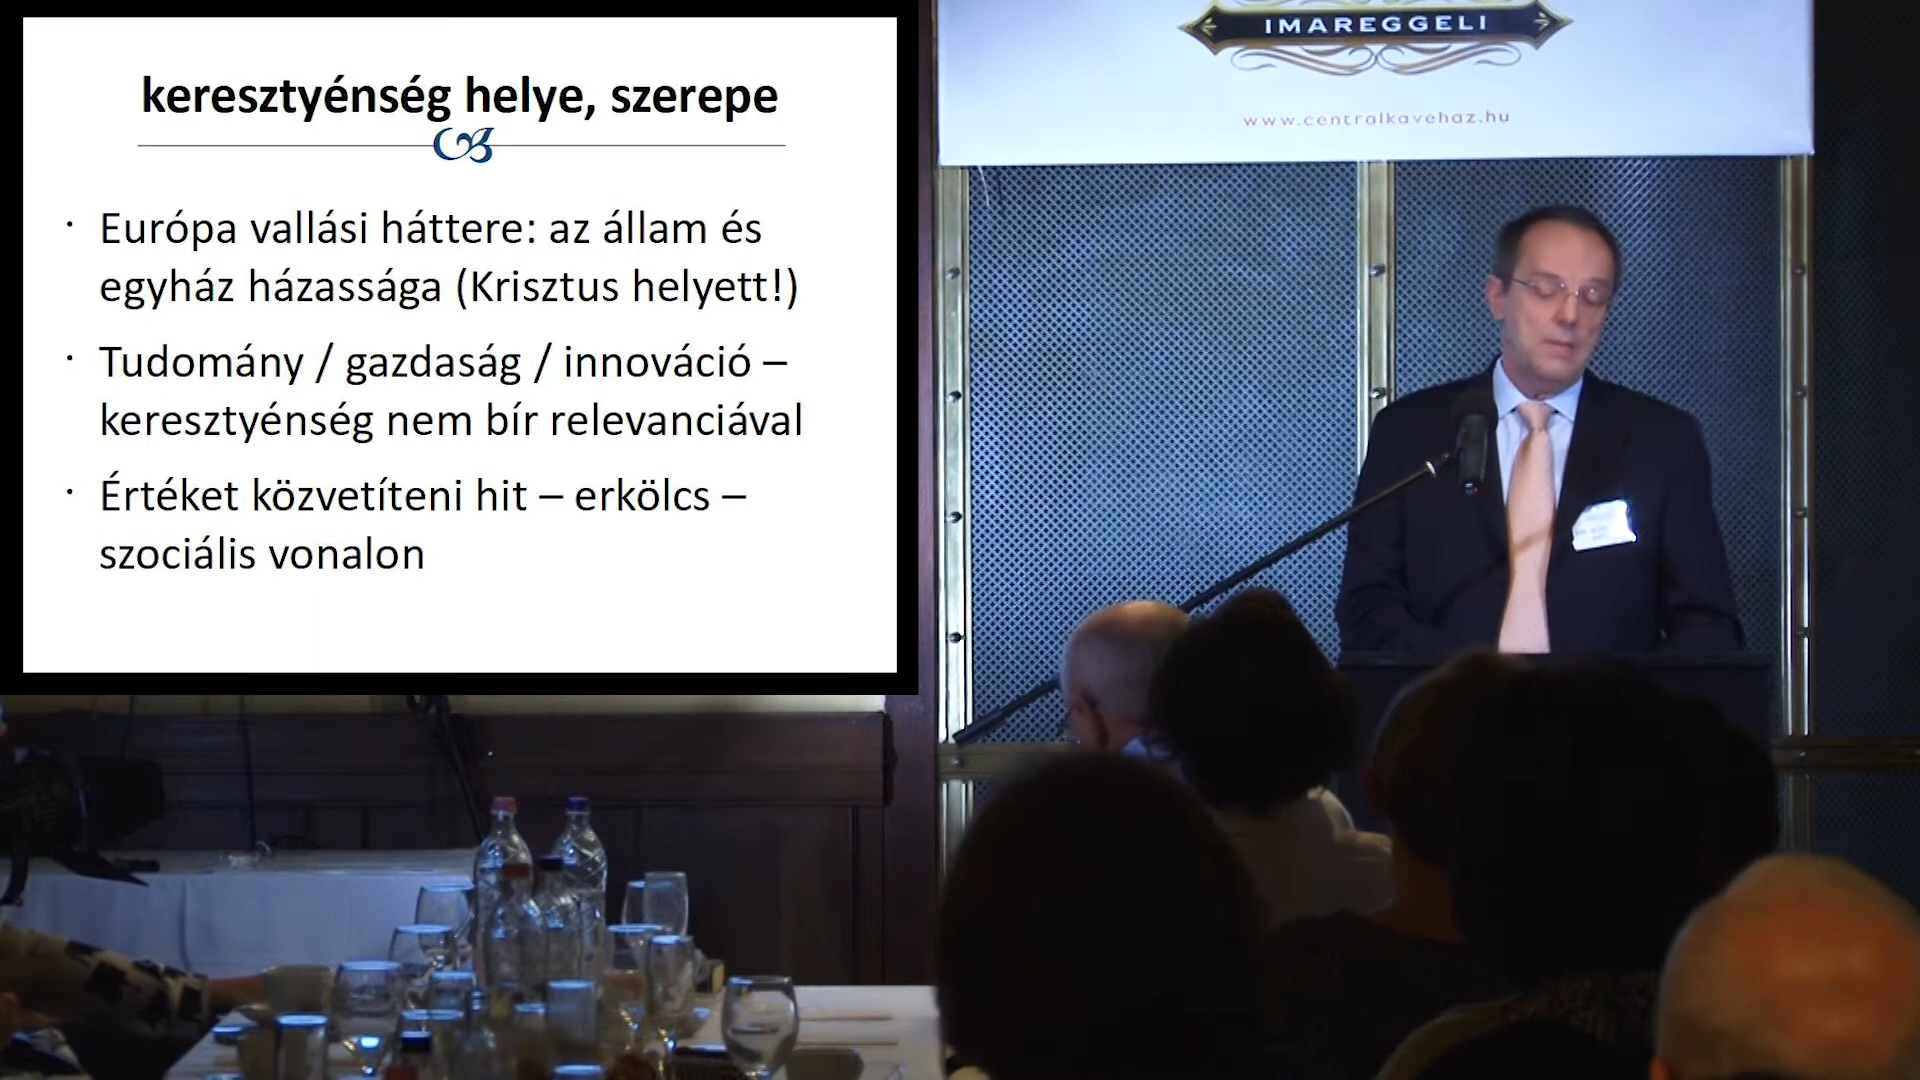 keresztyénség helye, szerepe
• Európa vallási háttere: az állam és
egyház házassága (Krisztus helyett!)
• Tudomány / gazdaság / innováció –
keresztyénség nem bír relevanciával
• Értéket közvetíteni hit – erkölcs –
szociális vonalon
IMAREGGELI
www.centralkavehaz.hu